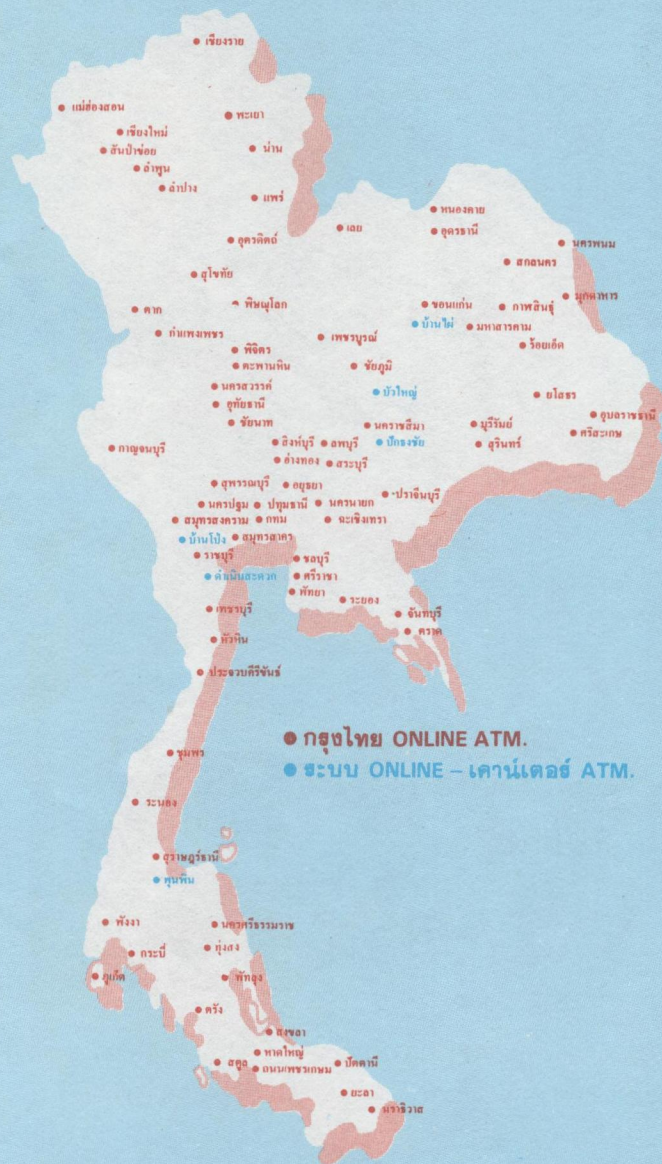 เชียงราย
แม่ฮ่องสอน
พะเยา
เชียงใหม่
สันป่าข่อย
น่าน
ลำพูน
ลำปาง
แพร่
หนองคาย
เลย
อุดรธานี
อุตรดิตถ์
นครพนม
สกลนคร
สุโขทัย
มุกดาหาร
พิษณุโลก
ขอนแก่น
กาฬสินธุ์
ตาก
บ้านไผ่
มหาสารคาม
กำแพงเพชร
เพชรบูรณ์
ร้อยเอ็ด
พิจิตร
ตะพานหิน
ชัยภูมิ
นครสวรรค์
บัวใหญ่
ยโสธร
อุทัยธานี
อุบลราชธานี
ชัยนาท
นครราชสีมา
บุรีรัมย์
ศรีสะเกษ
กาญจนบุรี
สิงห์บุรี
ลพบุรี
ปักธงชัย
สุรินทร์
อ่างทอง
สระบุรี
สุพรรณบุรี
อยุธยา
ปราจีนบุรี
นครปฐม
ปทุมธานี
นครนายก
สมุทรสงคราม
กทม
ฉะเชิงเทรา
บ้านโป่ง
สมุทรสาคร
ราชบุรี
ชลบุรี
ดำเนินสะดวก
ศรีราชา
พัทยา
ระยอง
เพชรบุรี
จันทบุรี
ตราด
หัวหิน
ประจวบคีรีขันธ์
● กรุงไทย ONLINE ATM.
● ระบบ ONLINE – เคาน์เตอร์ ATM.
ชุมพร
ระนอง
สุราษฎร์ธานี
พุนพิน
พังงา
นครศรีธรรมราช
กระบี่
ทุ่งสง
ภูเก็ต
พัทลุง
ตรัง
สงขลา
หาดใหญ่
สตูล
ถนนเพชรเกษม
ปัตตานี
ยะลา
นราธิวาส